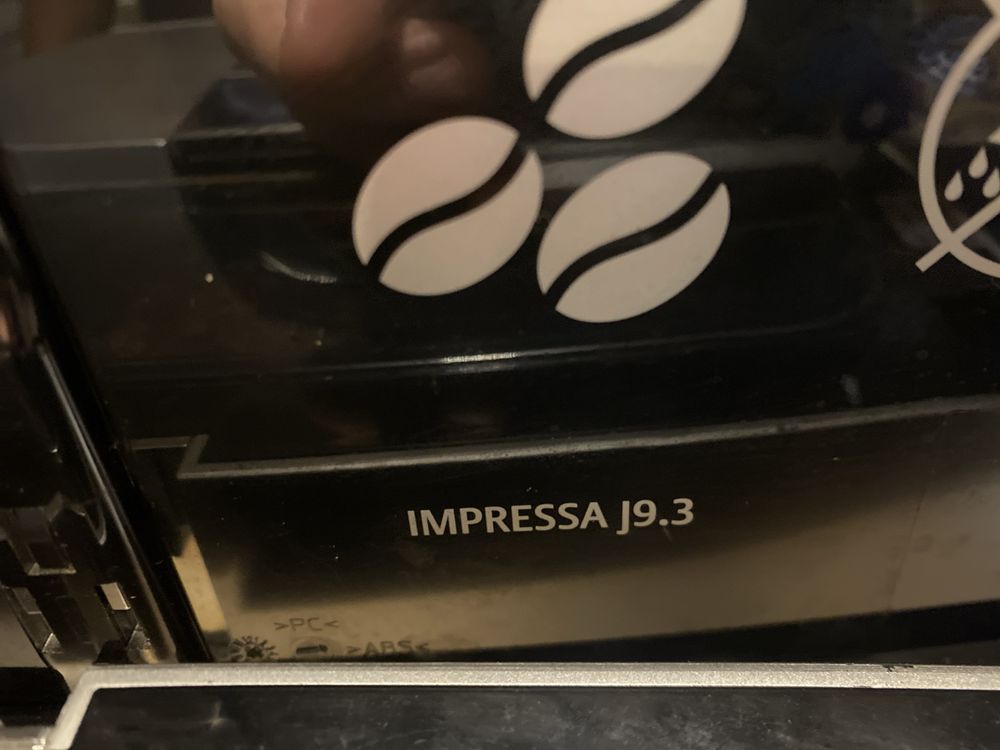 IMPRESSA J9.3
>PC<
>ABS<